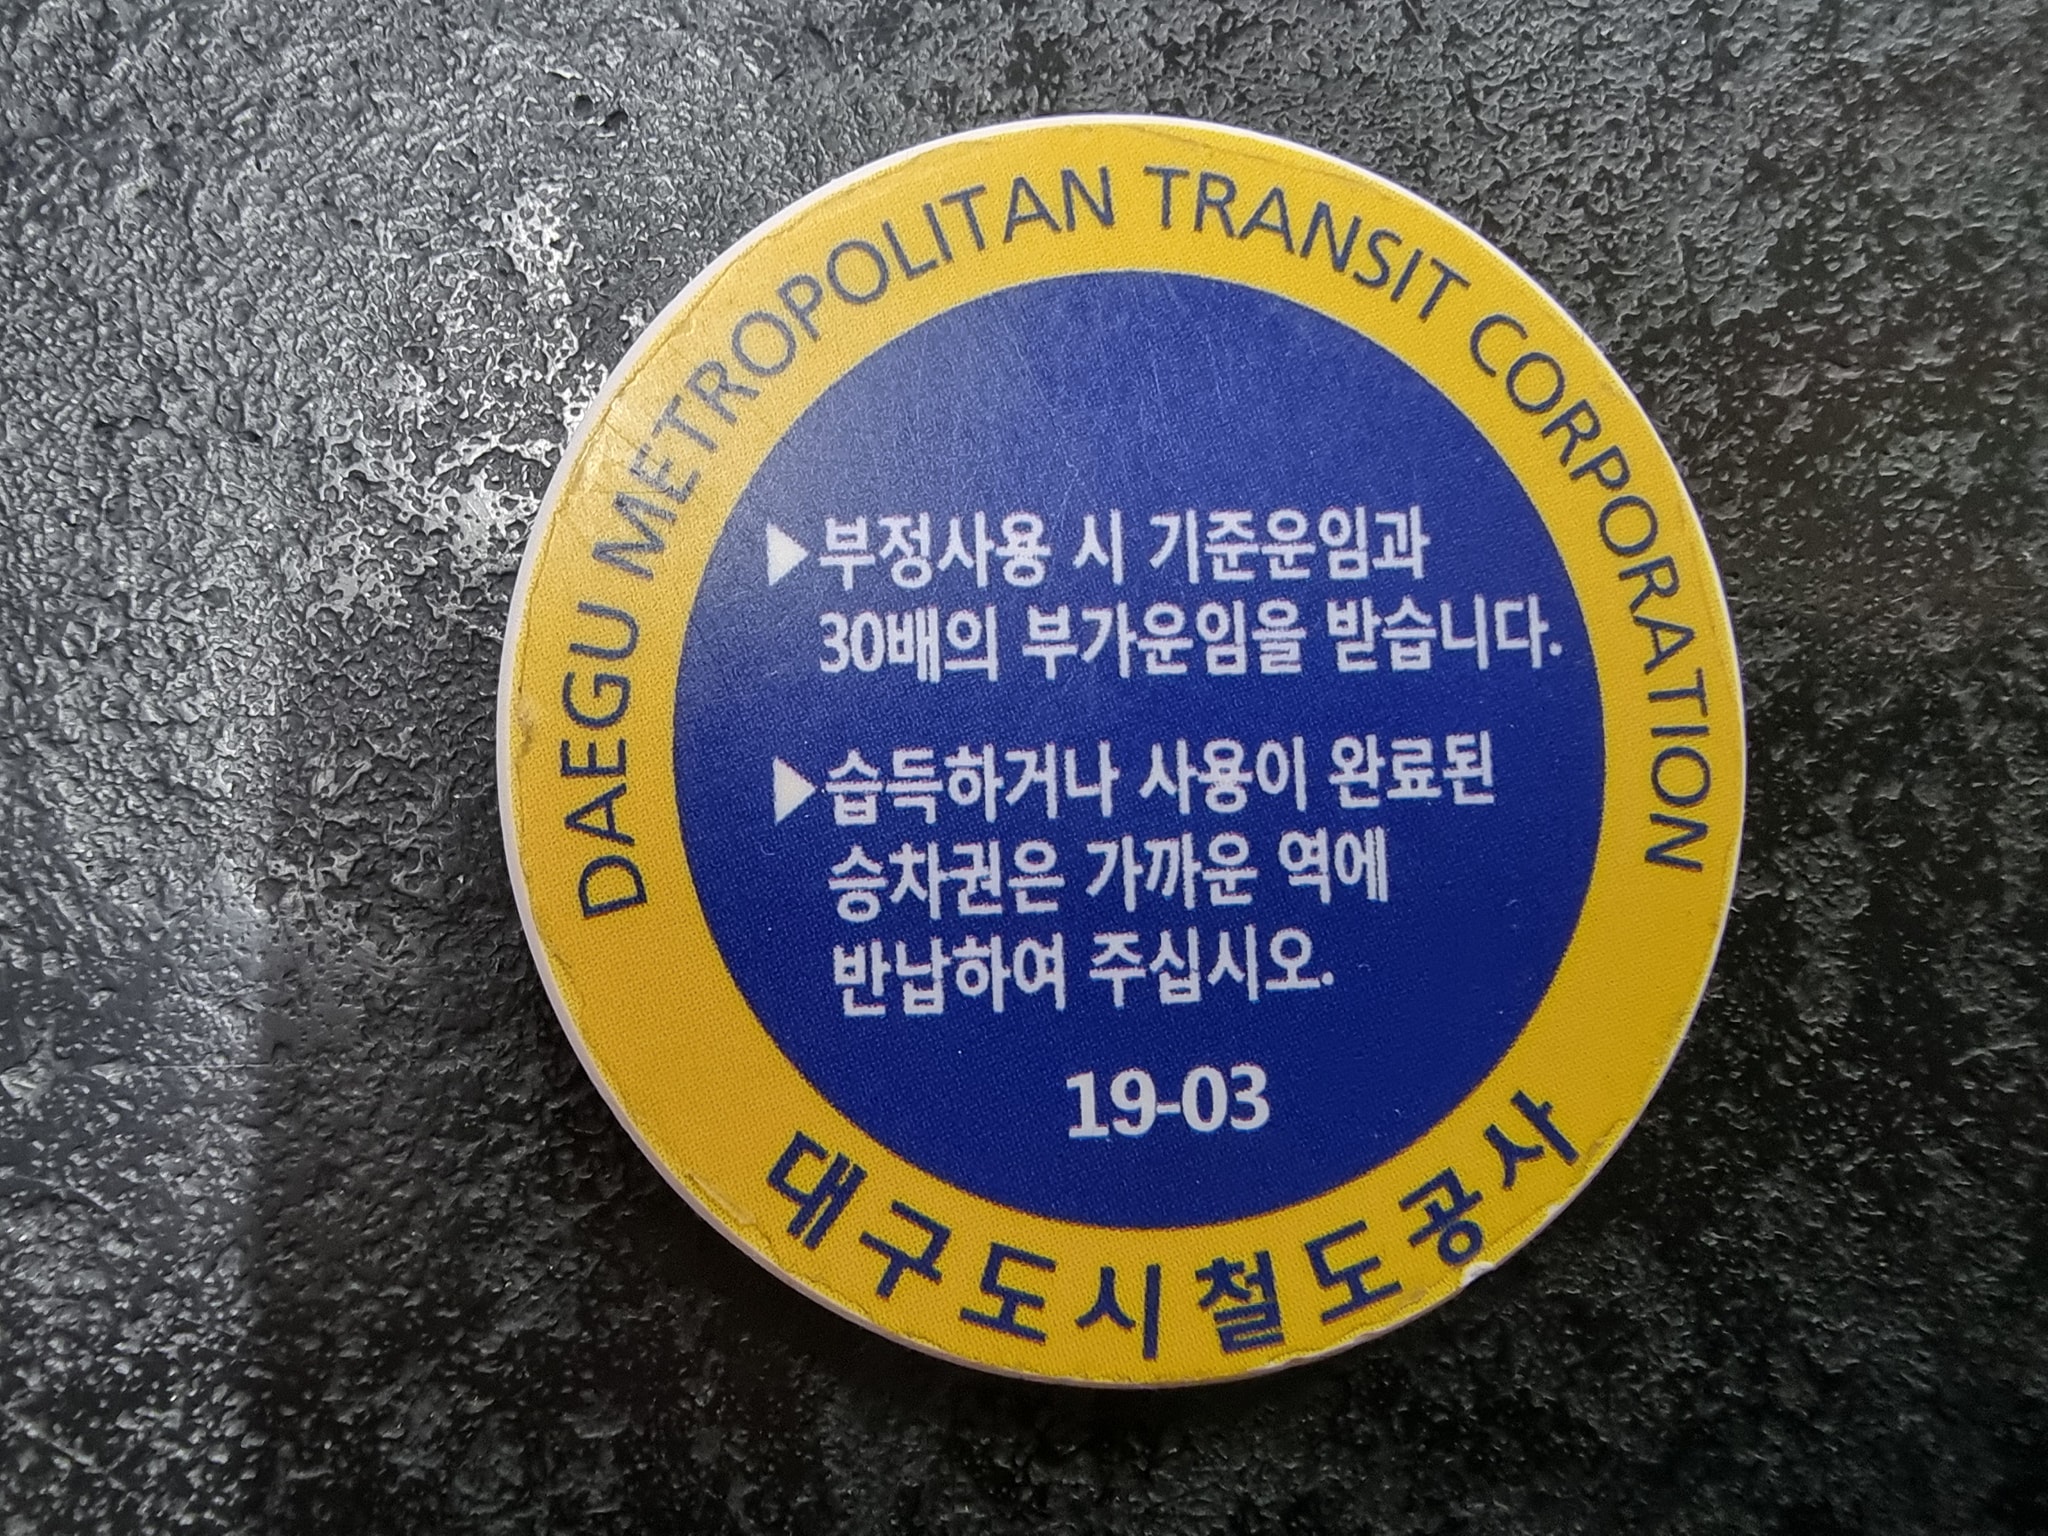 DAEGU METROPOLITAN TRANSIT CORPORATION
▶부정사용 시 기준운임과
30배의 부가운임을 받습니다.
▶습득하거나 사용이 완료된
승차권은 가까운 역에
반납하여 주십시오.
19-03
대구도시철도공사